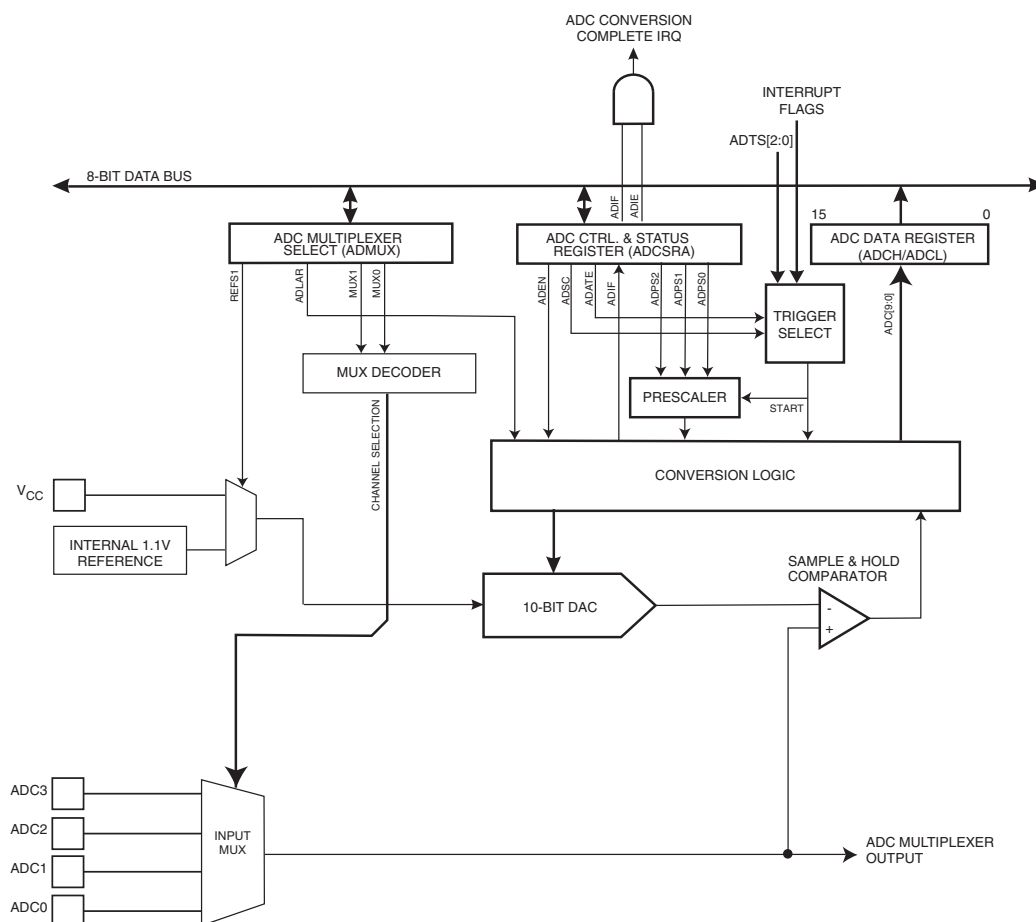 ADC CONVERSION
COMPLETE IRQ
INTERRUPT
FLAGS
ADTS[2:0]
8-BIT DATA BUS
ADIF
ADIE
15
0
ADC MULTIPLEXER
SELECT (ADMUX)
ADC CTRL. & STATUS
REGISTER (ADCSRA)
ADC DATA REGISTER
(ADCH/ADCL)
REFS1
ADLAR
MUX1
MUX0
ADEN
ADSC
ADATE
ADIF
ADPS2
ADPS1
ADPS0
ADC[9:0]
TRIGGER
SELECT
MUX DECODER
PRESCALER
START
CHANNEL SELECTION
CONVERSION LOGIC
VCC
INTERNAL 1.1V
REFERENCE
SAMPLE & HOLD
COMPARATOR
10-BIT DAC
-
+
ADC3
ADC2
ADC1
ADC0
INPUT
MUX
ADC MULTIPLEXER
OUTPUT